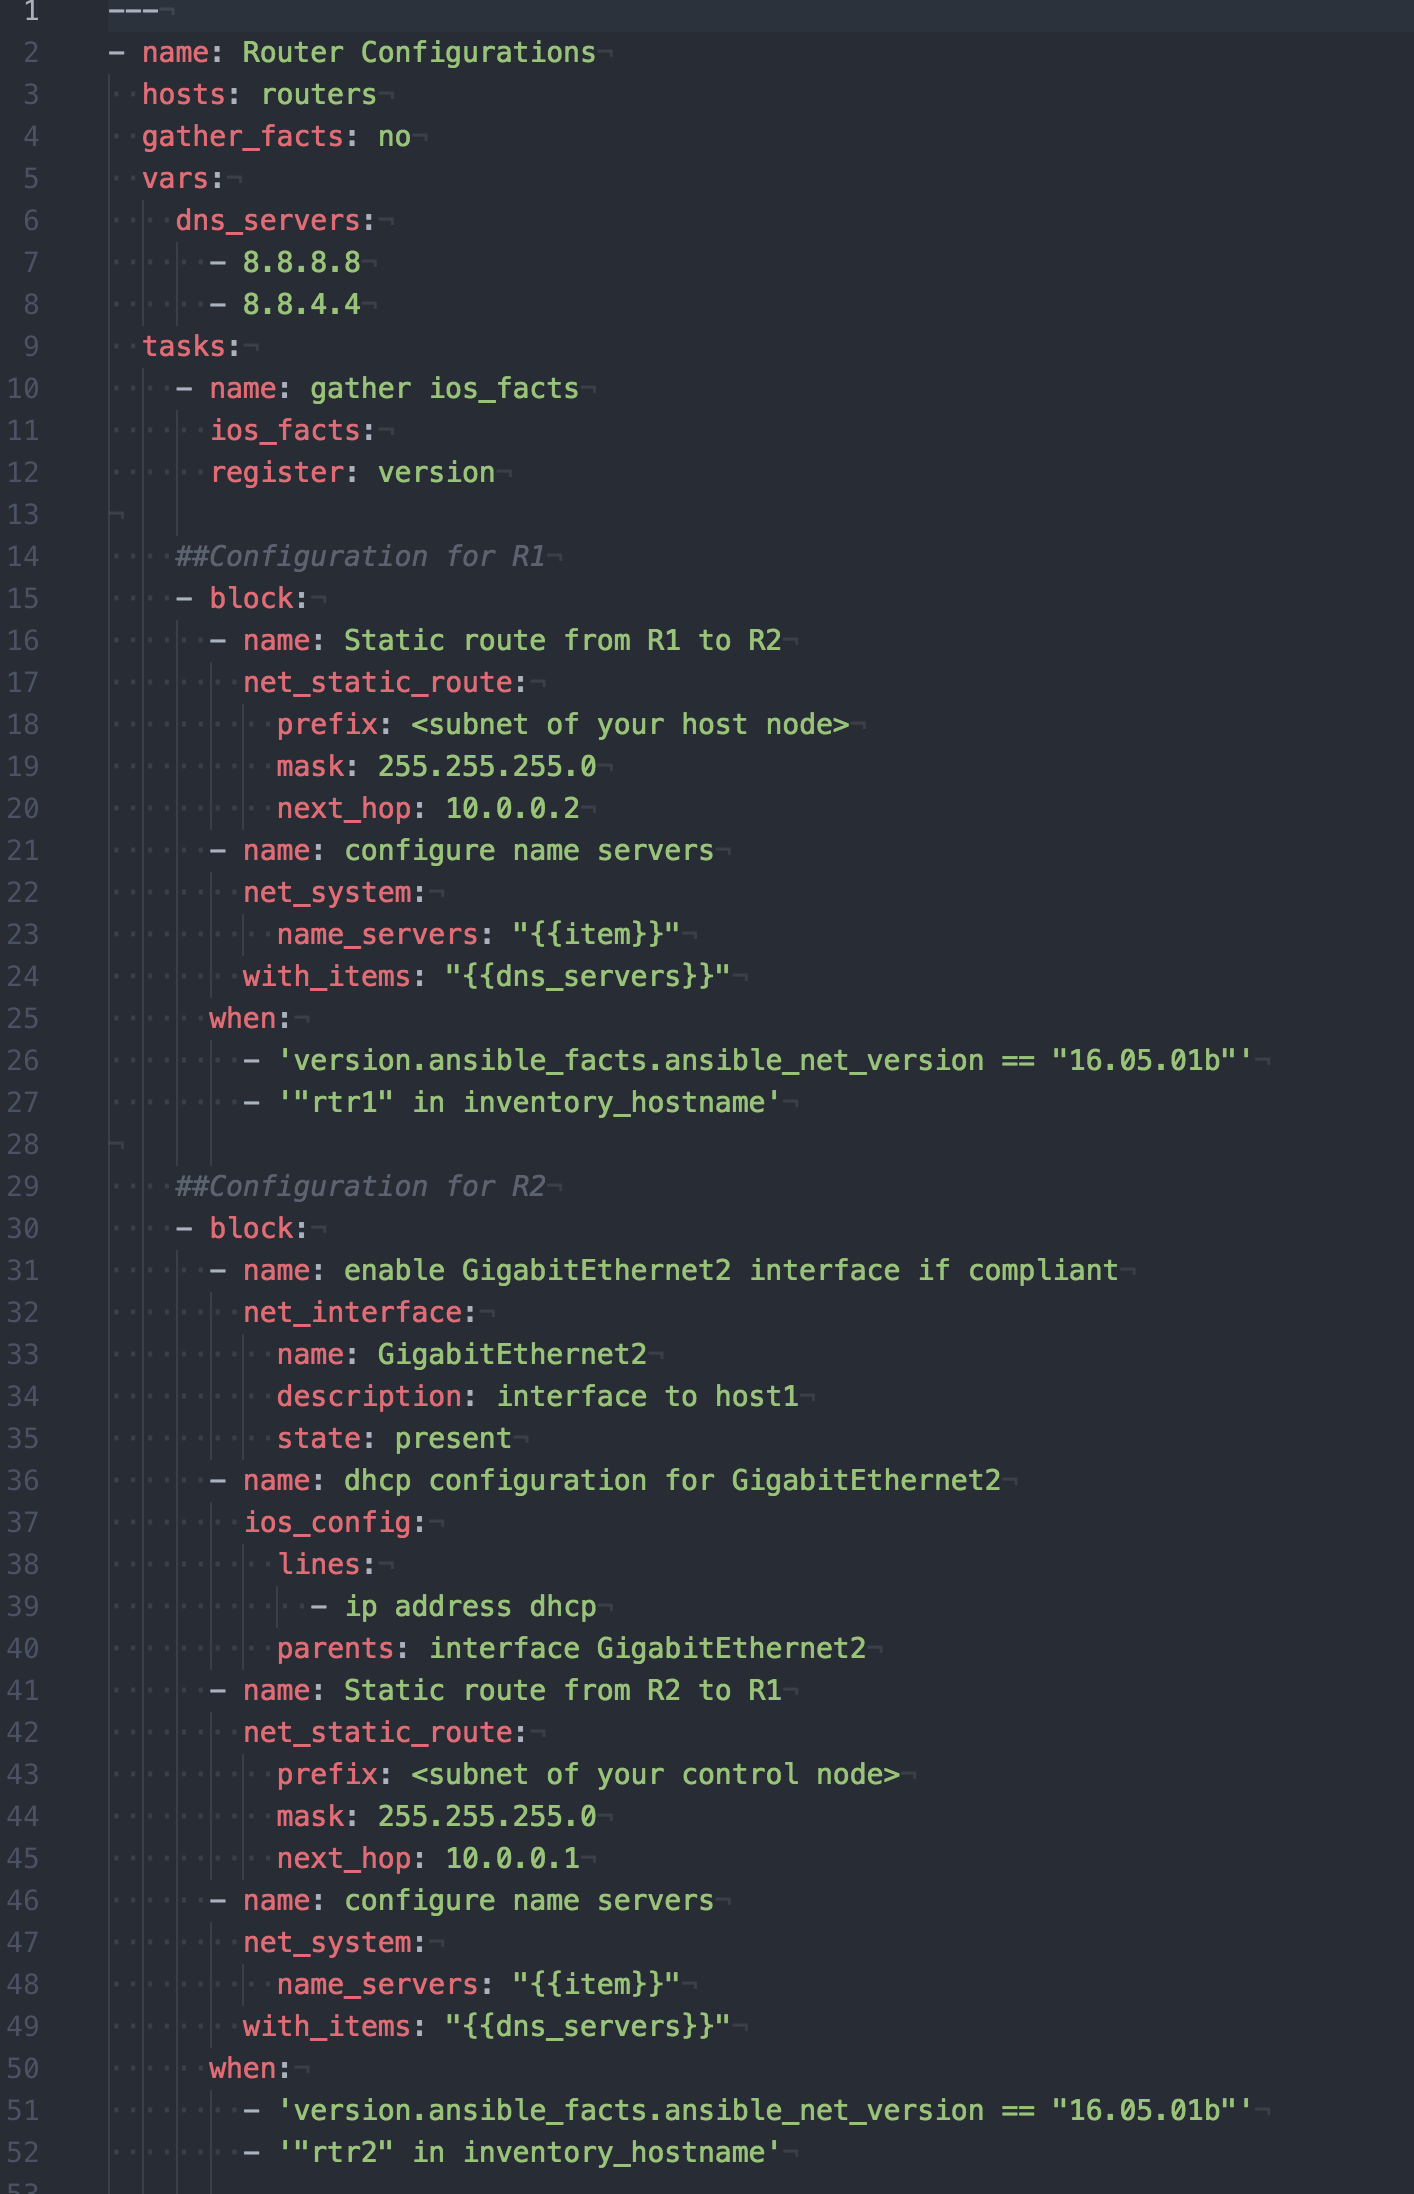 1 ---
2 - name: Router Configurations
3   hosts: routers
4   gather_facts: no
5   vars:
6     dns_servers:
7       - 8.8.8.8
8       - 8.8.4.4
9   tasks:
10     - name: gather ios_facts
11       ios_facts:
12       register: version
13
14     ##Configuration for R1
15     - block:
16       - name: Static route from R1 to R2
17         net_static_route:
18           prefix: <subnet of your host node>
19           mask: 255.255.255.0
20           next_hop: 10.0.0.2
21       - name: configure name servers
22         net_system:
23           name_servers: "{{item}}"
24         with_items: "{{dns_servers}}"
25       when:
26         - 'version.ansible_facts.ansible_net_version == "16.05.01b"'
27         - '"rtr1" in inventory_hostname'
28
29     ##Configuration for R2
30     - block:
31       - name: enable GigabitEthernet2 interface if compliant
32         net_interface:
33           name: GigabitEthernet2
34           description: interface to host1
35           state: present
36       - name: dhcp configuration for GigabitEthernet2
37         ios_config:
38           lines:
39             - ip address dhcp
40           parents: interface GigabitEthernet2
41       - name: Static route from R2 to R1
42         net_static_route:
43           prefix: <subnet of your control node>
44           mask: 255.255.255.0
45           next_hop: 10.0.0.1
46       - name: configure name servers
47         net_system:
48           name_servers: "{{item}}"
49         with_items: "{{dns_servers}}"
50       when:
51         - 'version.ansible_facts.ansible_net_version == "16.05.01b"'
52         - '"rtr2" in inventory_hostname'
53